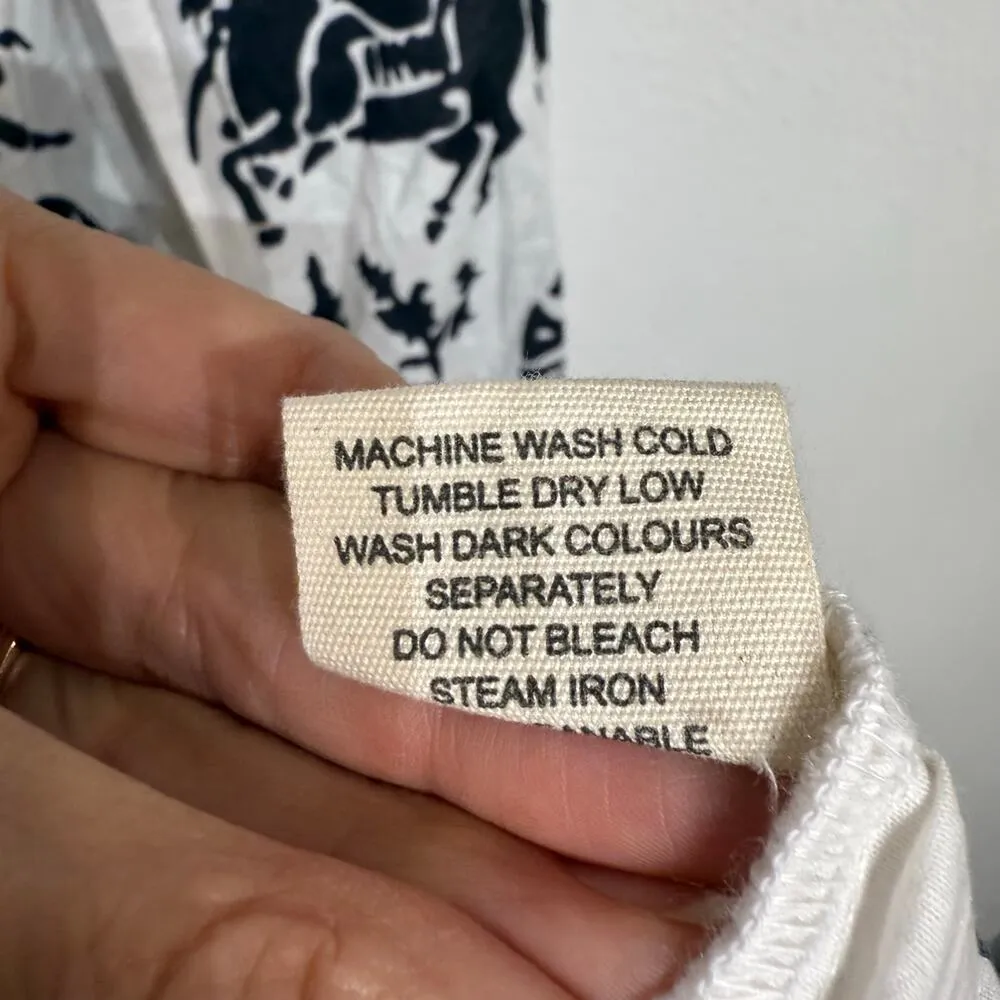 MACHINE WASH COLD
TUMBLE DRY LOW
WASH DARK COLOURS
SEPARATELY
DO NOT BLEACH
STEAM IRON